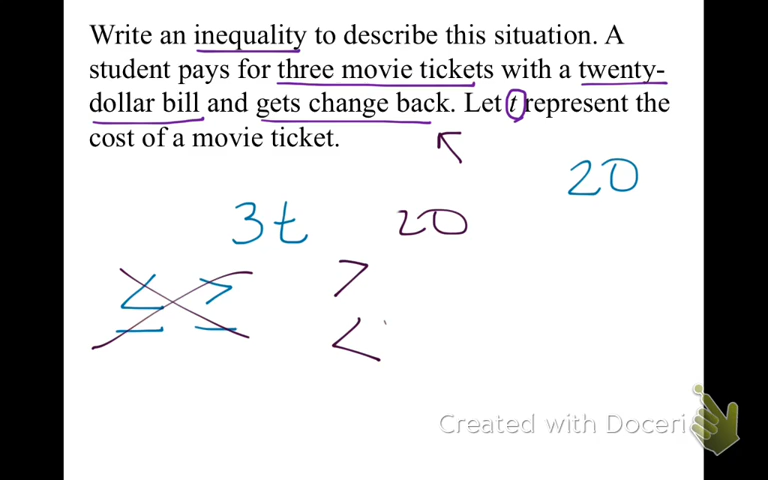 Write an inequality to describe this situation. A
student pays for three movie tickets with a twenty-
dollar bill and gets change back. Let t represent the
cost of a movie ticket.
20
3t 20
≤ ≥ >
<
Created with Doceri